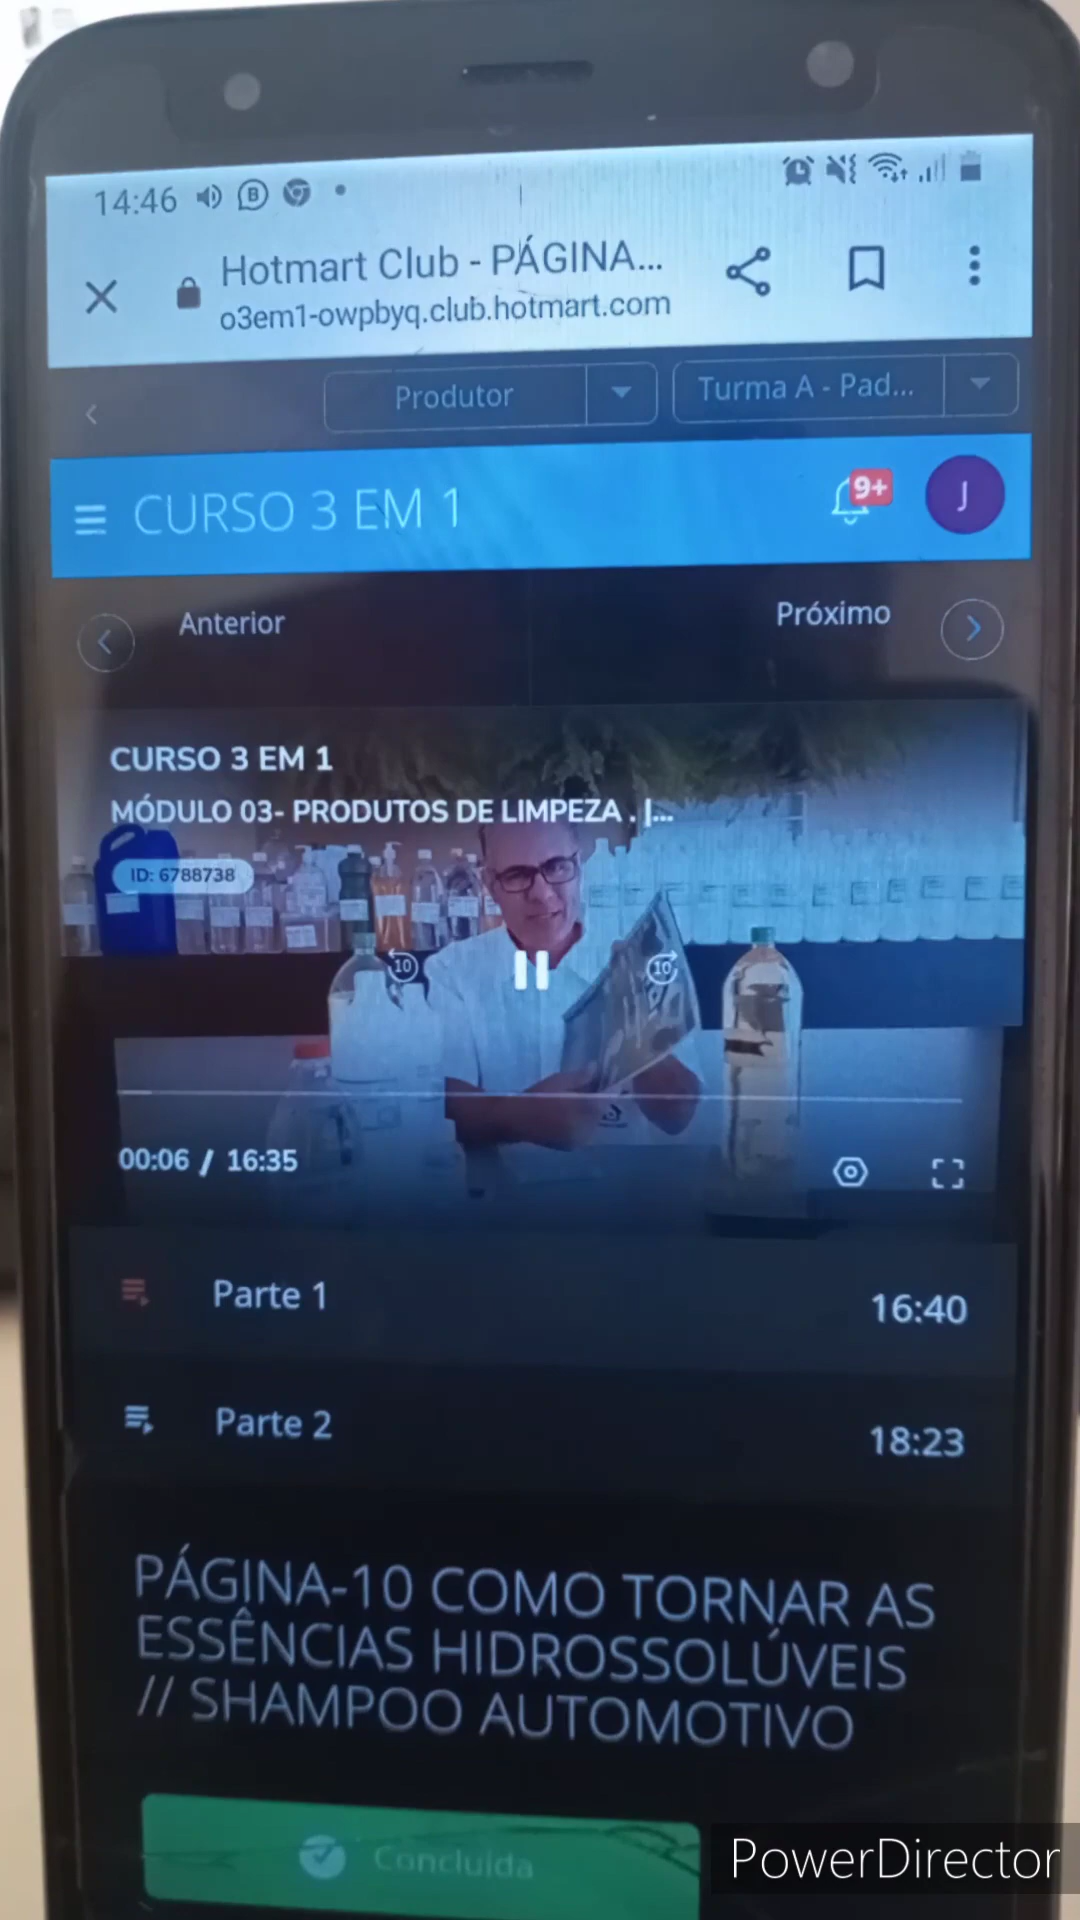 14:46
Hotmart Club - PÁGINA...
o3em1-owpbyq.club.hotmart.com
Produtor
Turma A - Pad...
CURSO 3 EM 1
9+
J
Anterior
Próximo
CURSO 3 EM 1
MÓDULO 03- PRODUTOS DE LIMPEZA . |...
ID: 6788738
10
10
00:06 / 16:35
Parte 1
16:40
Parte 2
18:23
PÁGINA-10 COMO TORNAR AS
ESSÊNCIAS HIDROSSOLÚVEIS
// SHAMPOO AUTOMOTIVO
Concluída
PowerDirector